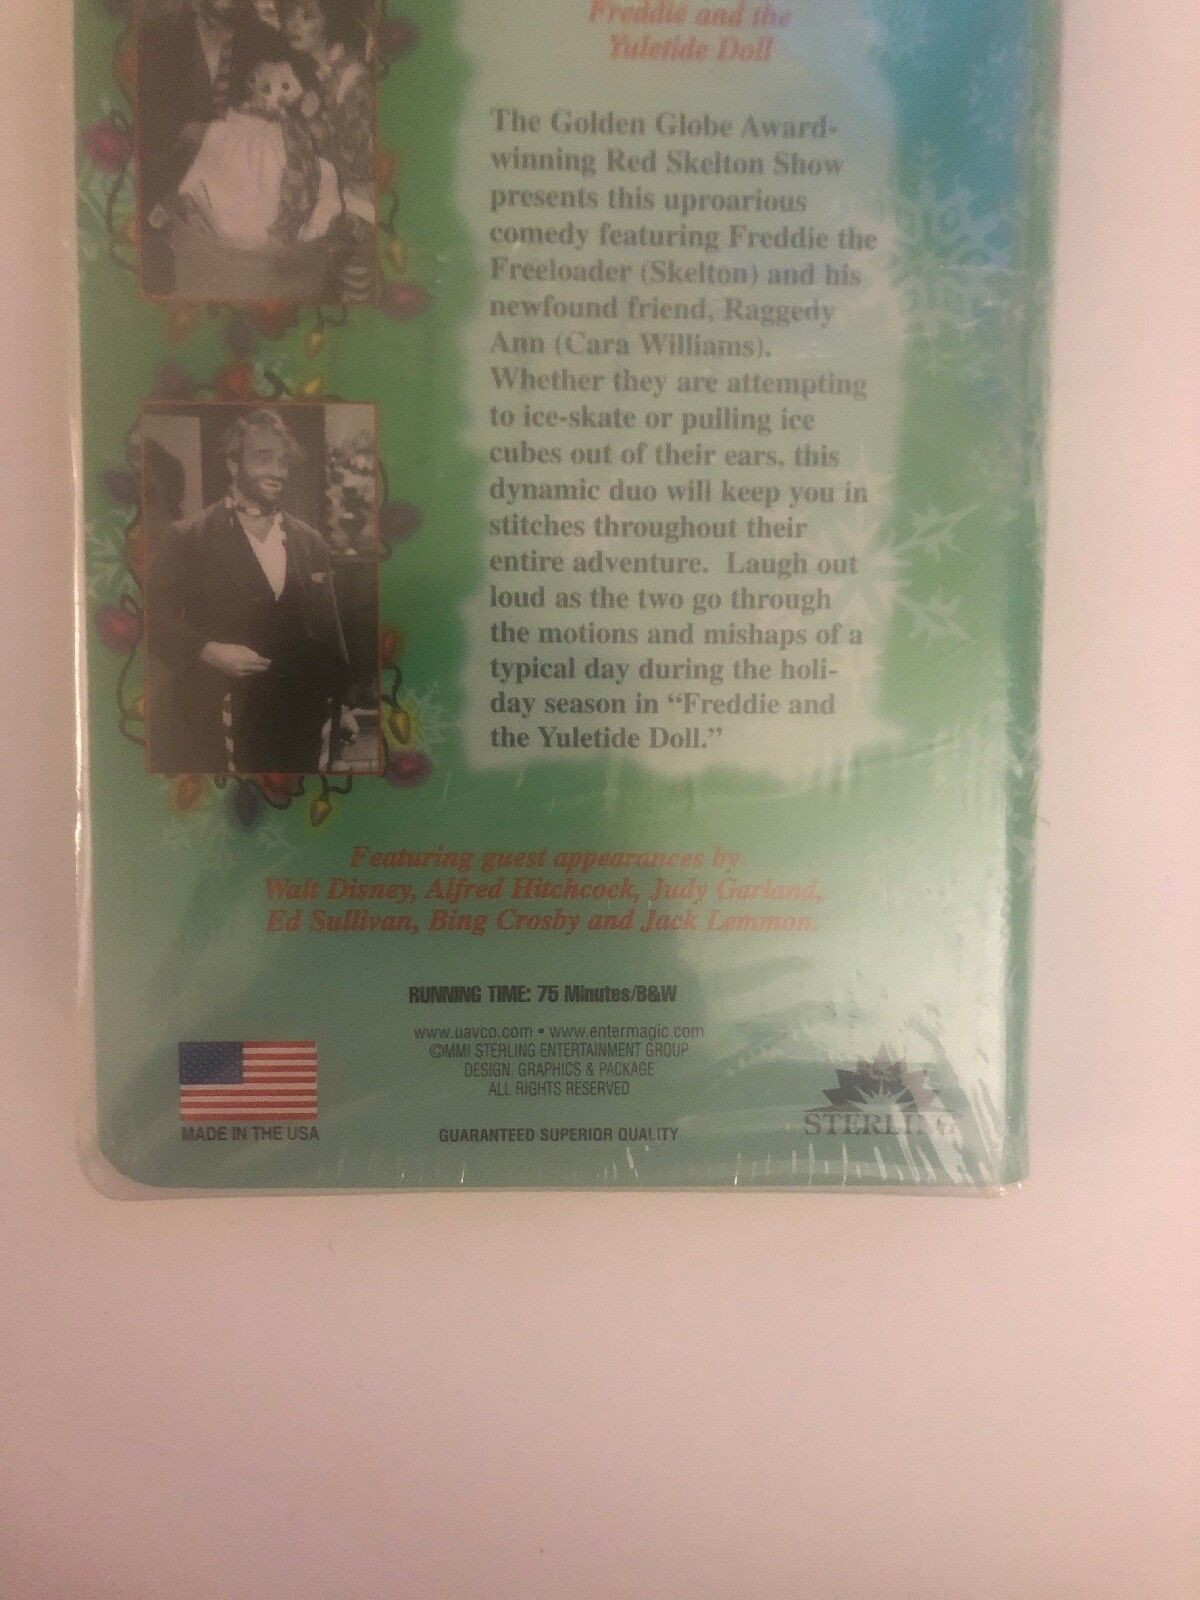 Freddie and the
Yuletide Doll
The Golden Globe Award-
winning Red Skelton Show
presents this uproarious
comedy featuring Freddie the
Freeloader (Skelton) and his
newfound friend, Raggedy
Ann (Cara Williams).
Whether they are attempting
to ice-skate or pulling ice
cubes out of their ears, this
dynamic duo will keep you in
stitches throughout their
entire adventure. Laugh out
loud as the two go through
the motions and mishaps of a
typical day during the holi-
day season in “Freddie and
the Yuletide Doll.”
Featuring guest appearances by
Walt Disney, Alfred Hitchcock, Judy Garland,
Ed Sullivan, Bing Crosby and Jack Lemmon.
RUNNING TIME: 75 Minutes/B&W
www.uavco.com • www.entermagic.com
©MMI STERLING ENTERTAINMENT GROUP
DESIGN, GRAPHICS & PACKAGE
ALL RIGHTS RESERVED
MADE IN THE USA
GUARANTEED SUPERIOR QUALITY
STERLING